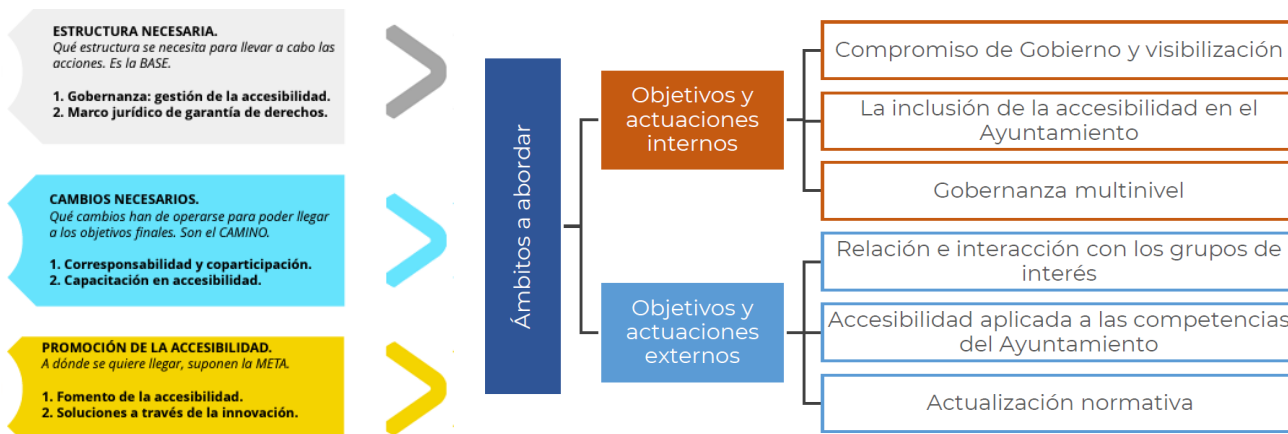 ESTRUCTURA NECESARIA.
Qué estructura se necesita para llevar a cabo las
acciones. Es la BASE.
1. Gobernanza: gestión de la accesibilidad.
2. Marco jurídico de garantía de derechos.
CAMBIOS NECESARIOS.
Qué cambios han de operarse para poder llegar
a los objetivos finales. Son el CAMINO.
1. Corresponsabilidad y coparticipación.
2. Capacitación en accesibilidad.
PROMOCIÓN DE LA ACCESIBILIDAD.
A dónde se quiere llegar, suponen la META.
1. Fomento de la accesibilidad.
2. Soluciones a través de la innovación.
Ámbitos a abordar
Objetivos y
actuaciones
internos
Compromiso de Gobierno y visibilización
La inclusión de la accesibilidad en el
Ayuntamiento
Gobernanza multinivel
Objetivos y
actuaciones
externos
Relación e interacción con los grupos de
interés
Accesibilidad aplicada a las competencias
del Ayuntamiento
Actualización normativa